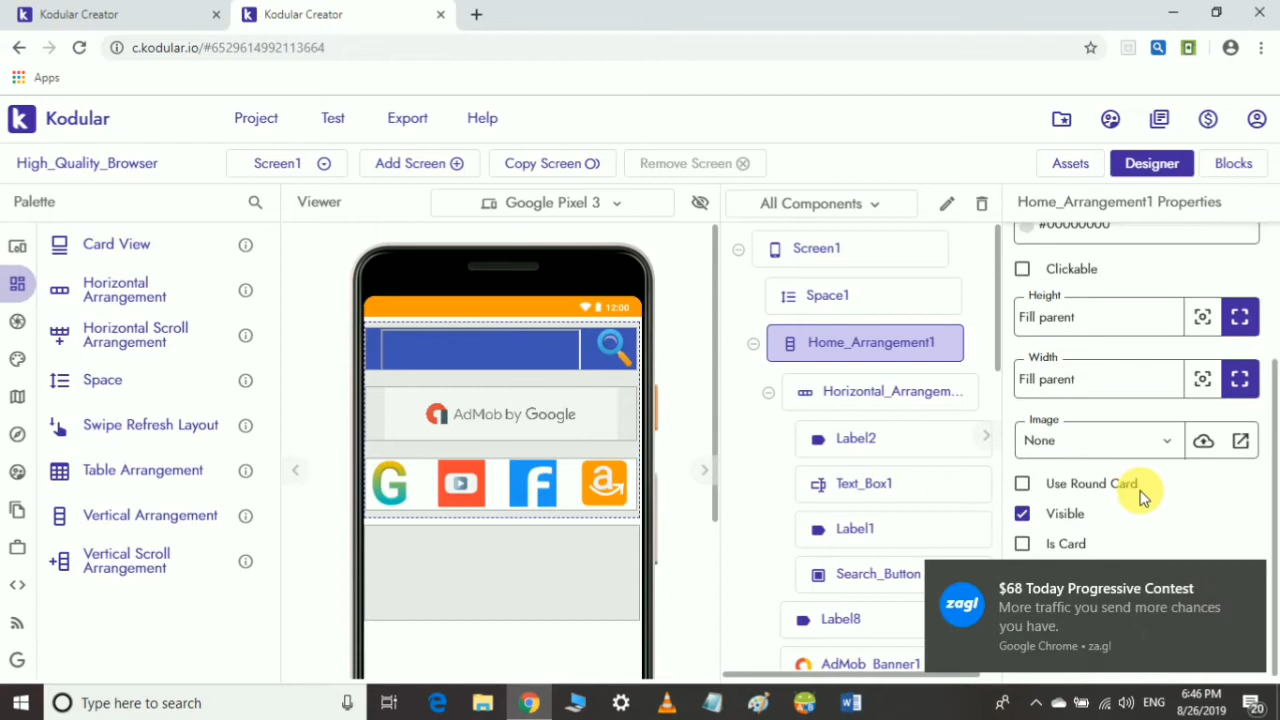 Kodular Creator
Kodular Creator
c.kodular.io/#6529614992113664
Apps
Kodular
Project
Test
Export
Help
High_Quality_Browser
Screen1
Add Screen
Copy Screen
Remove Screen
Assets
Designer
Blocks
Palette
Viewer
Google Pixel 3
All Components
Home_Arrangement1 Properties
Card View
Horizontal
Arrangement
Horizontal Scroll
Arrangement
Space
Swipe Refresh Layout
Table Arrangement
Vertical Arrangement
Vertical Scroll
Arrangement
12:00
AdMob by Google
Screen1
Space1
Home_Arrangement1
Horizontal_Arrangem...
Label2
Text_Box1
Label1
Search_Button
Label8
AdMob_Banner1
#00000000
Clickable
Height
Fill parent
Width
Fill parent
Image
None
Use Round Card
Visible
Is Card
zagl
$68 Today Progressive Contest
More traffic you send more chances
you have.
Google Chrome • za.gl
Type here to search
ENG
6:46 PM
8/26/2019
20